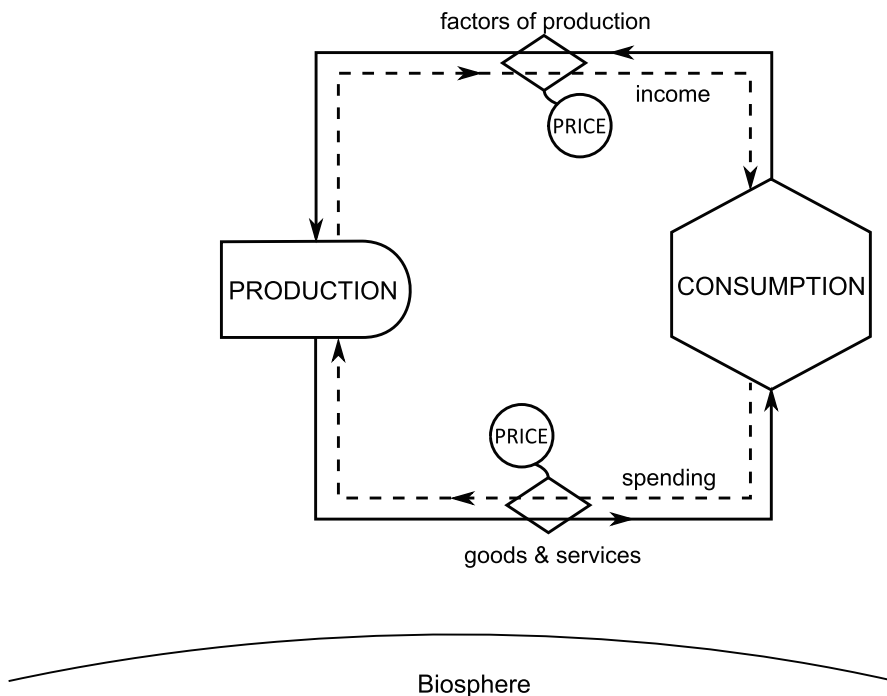 factors of production
income
PRICE
PRODUCTION
CONSUMPTION
PRICE
spending
goods & services
Biosphere